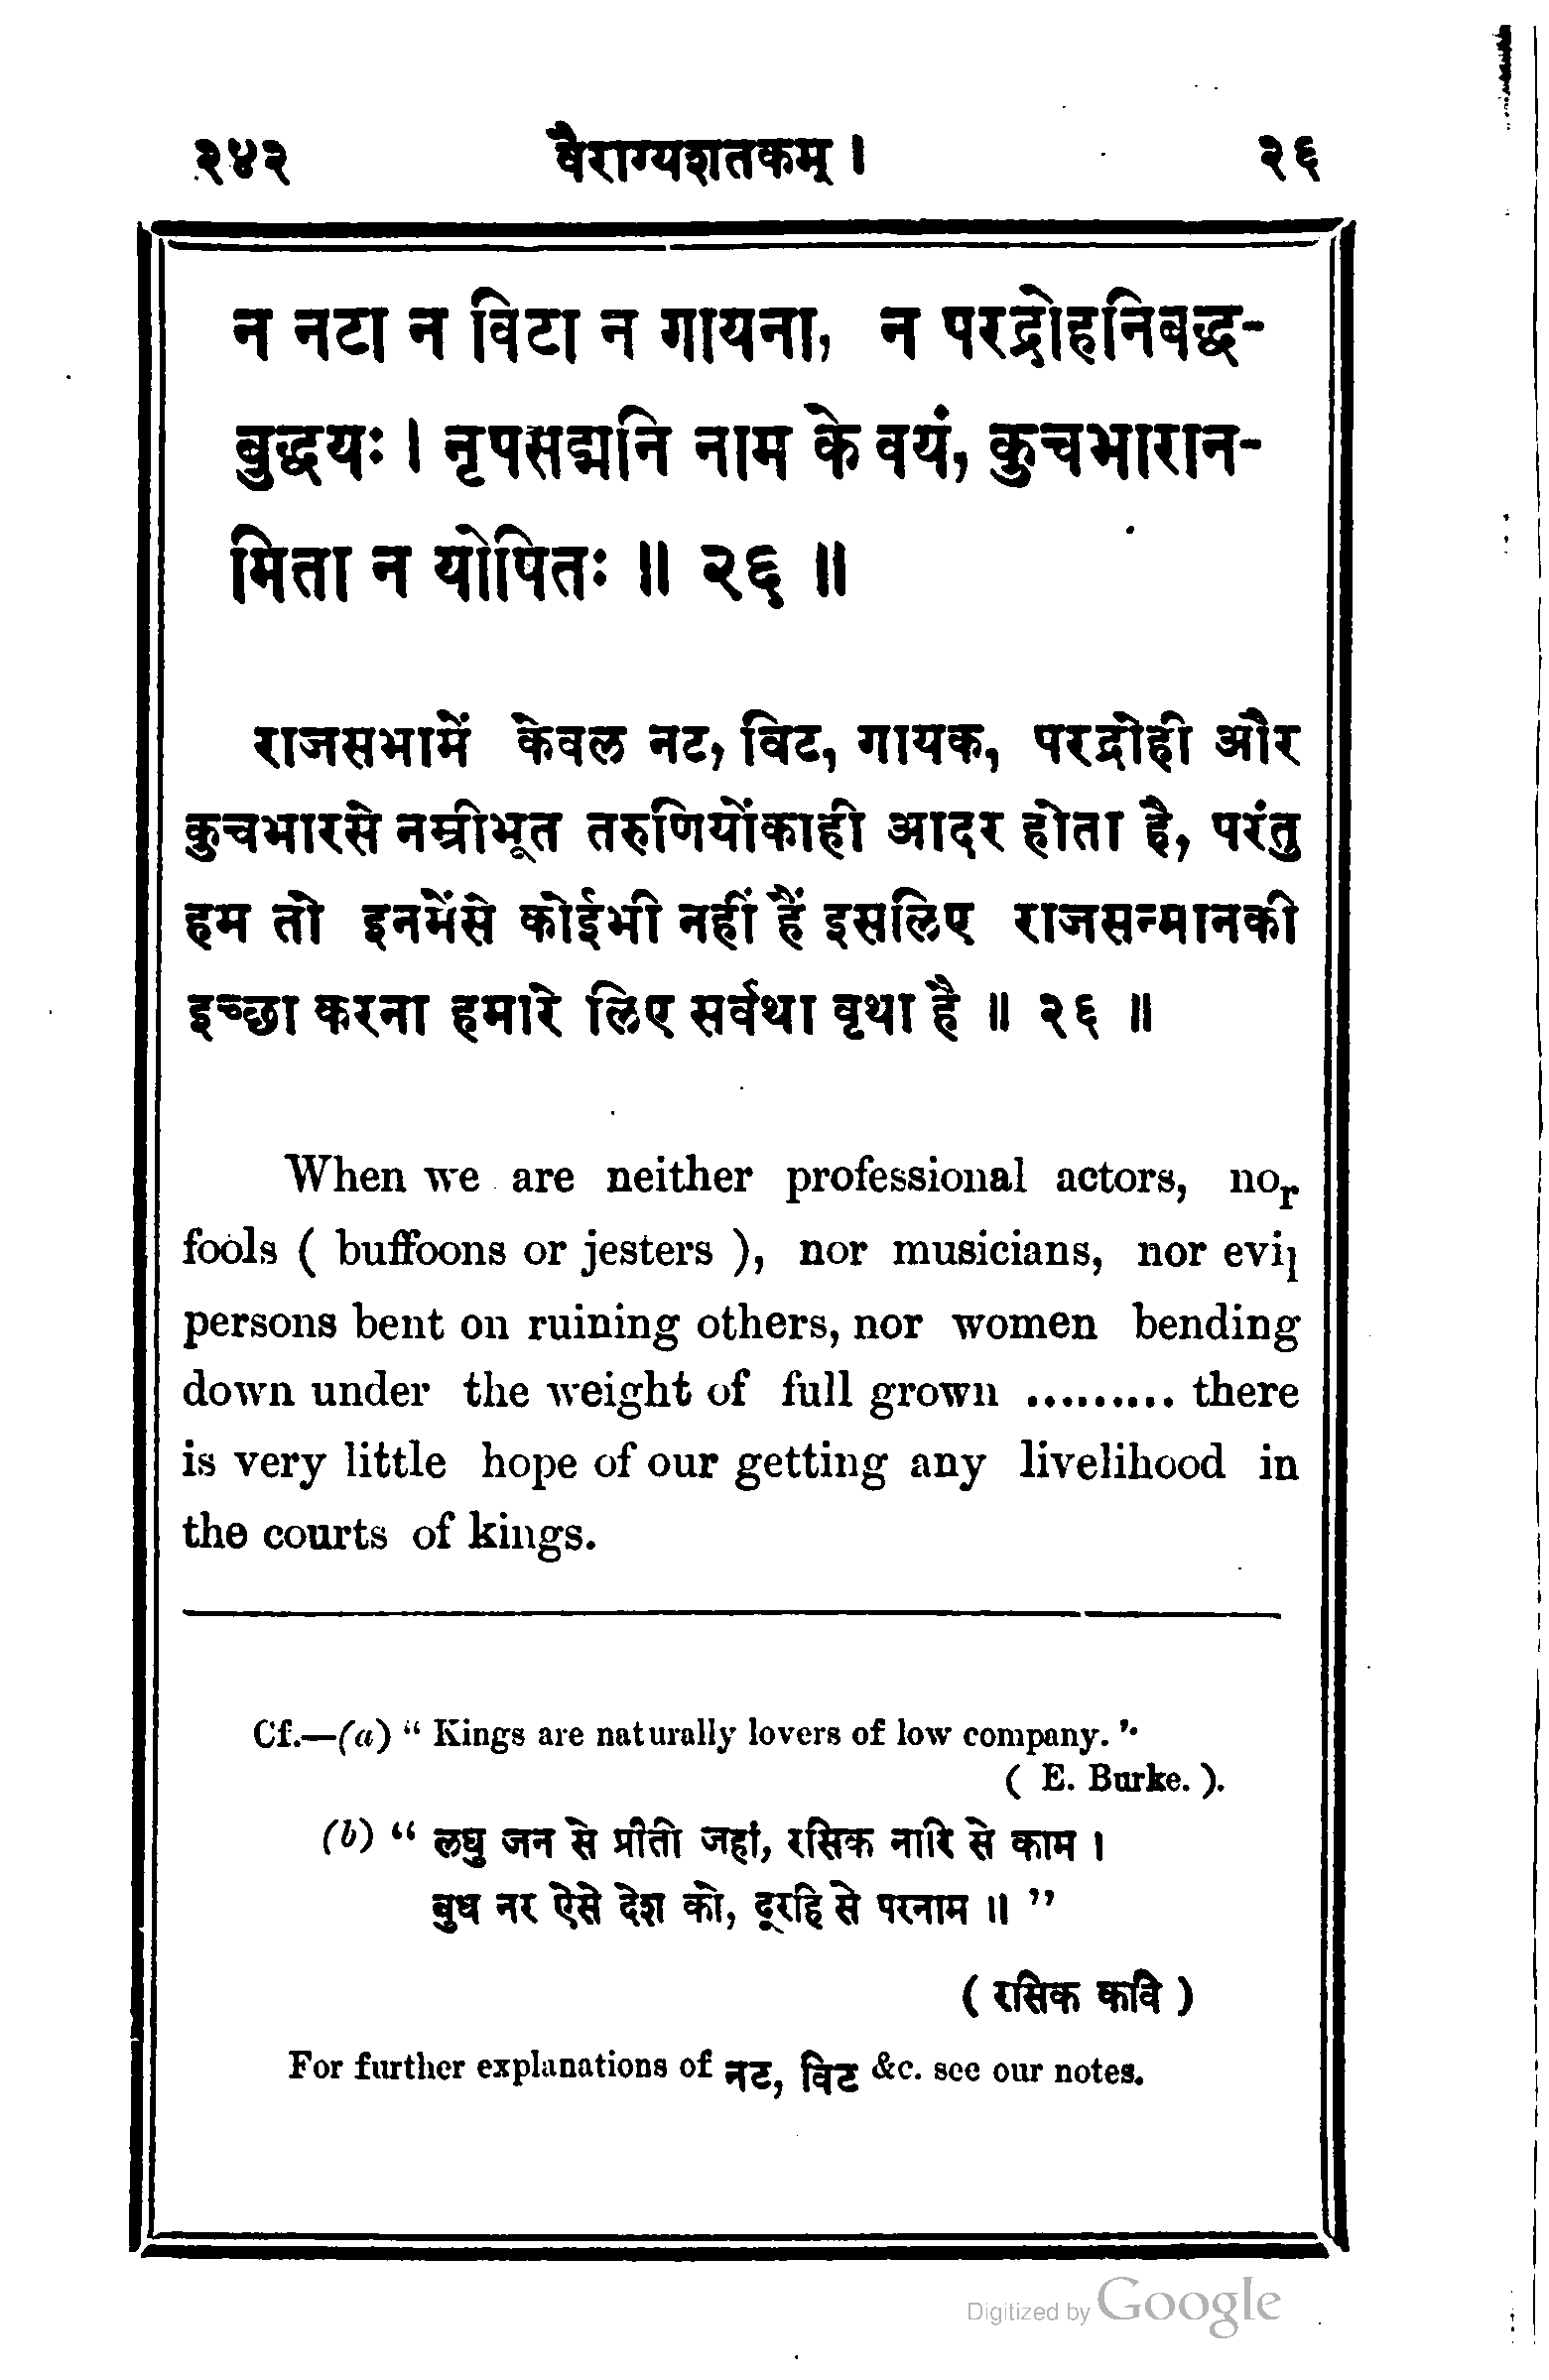 २४२ वैराग्यशतकम् । २६
न नटा न विटा न गायना, न परद्रोहनिबद्ध-
बुद्धयः । नृपसद्मनि नाम के वयं, कुचभारान-
मिता न योषितः ॥ २६ ॥
राजसभामें केवल नट, विट, गायक, परद्रोही और
कुचभारसे नम्रीभूत तरुणियोंकाही आदर होता है, परंतु
हम तो इनमेंसे कोईभी नहीं हैं इसलिए राजसन्मानकी
इच्छा करना हमारे लिए सर्वथा वृथा है ॥ २६ ॥
When we are neither professional actors, nor
fools ( buffoons or jesters ), nor musicians, nor evil
persons bent on ruining others, nor women bending
down under the weight of full grown ......... there
is very little hope of our getting any livelihood in
the courts of kings.
Cf.—(a) “ Kings are naturally lovers of low company. ”
( E. Burke. ).
(b) “ लघु जन से प्रीती जहां, रसिक नारि से काम ।
बुध नर ऐसे देश को, दूरहि से परनाम ॥ ”
( रसिक कवि )
For further explanations of नट, विट &c. see our notes.
Digitized by Google